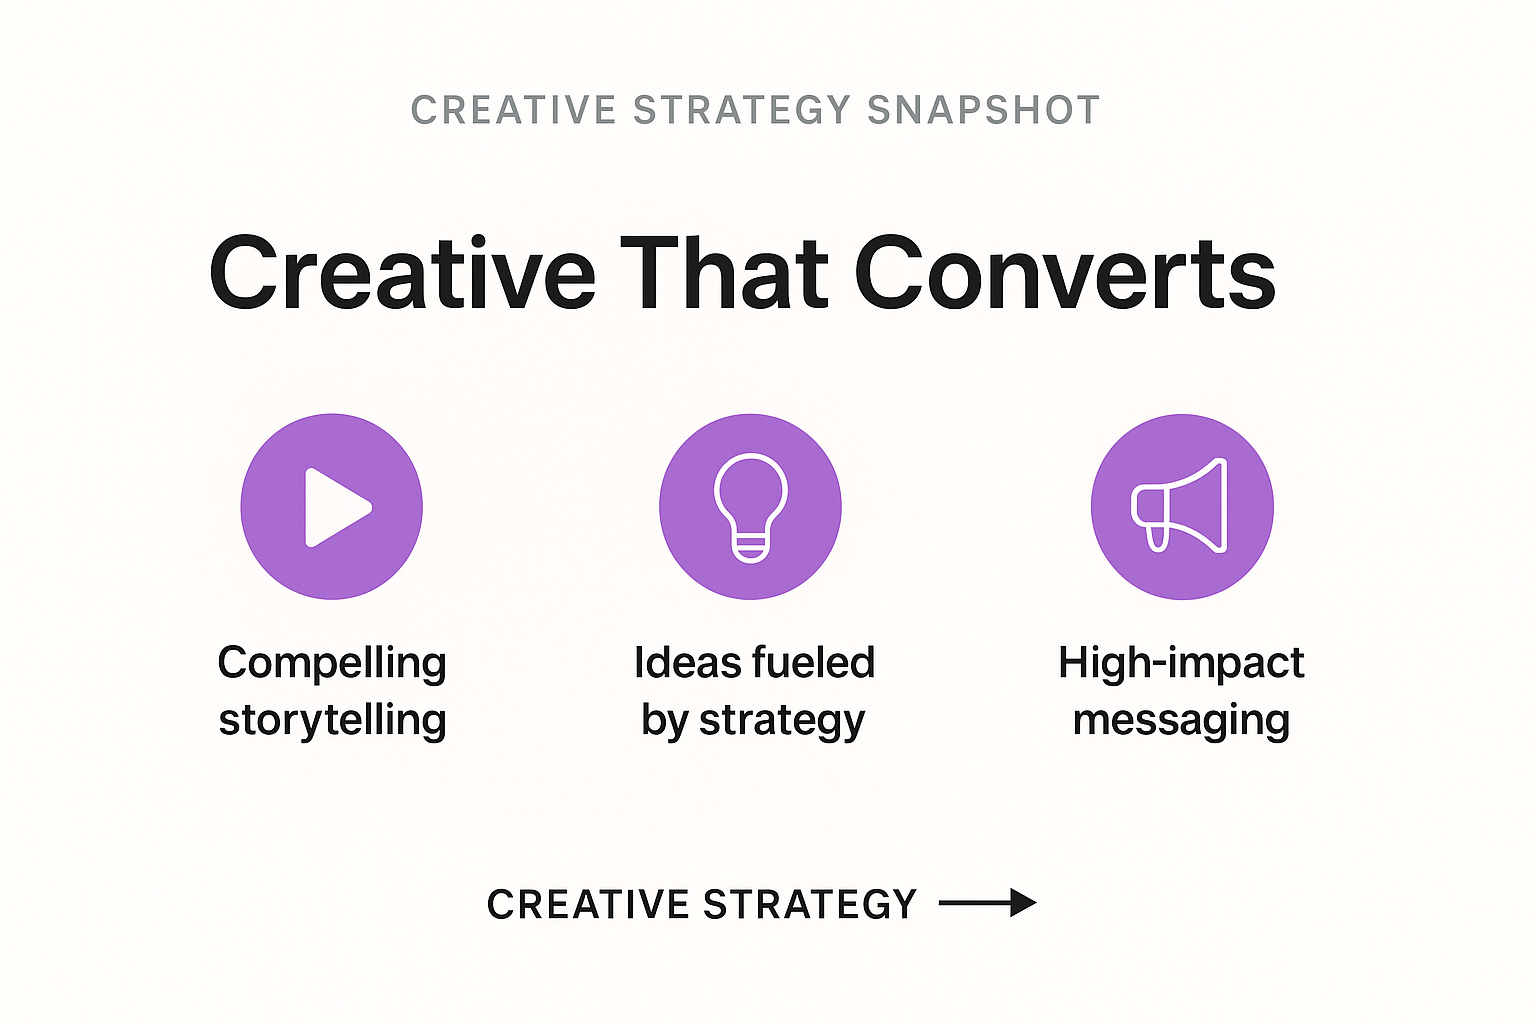 CREATIVE STRATEGY SNAPSHOT
Creative That Converts
Compelling
storytelling
Ideas fueled
by strategy
High-impact
messaging
CREATIVE STRATEGY